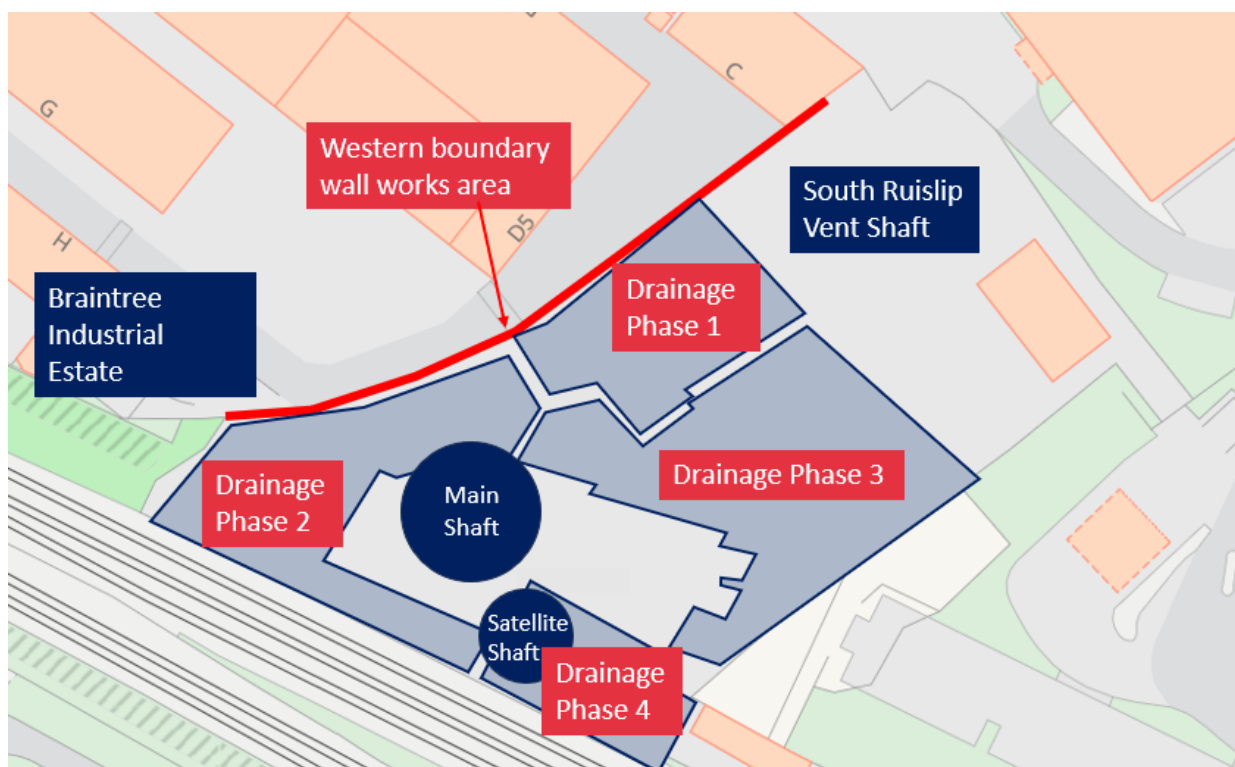 G
C
Western boundary
wall works area
South Ruislip
Vent Shaft
D5
H
Braintree
Industrial
Estate
Drainage
Phase 1
Drainage
Phase 2
Main
Shaft
Drainage Phase 3
Satellite
Shaft
Drainage
Phase 4